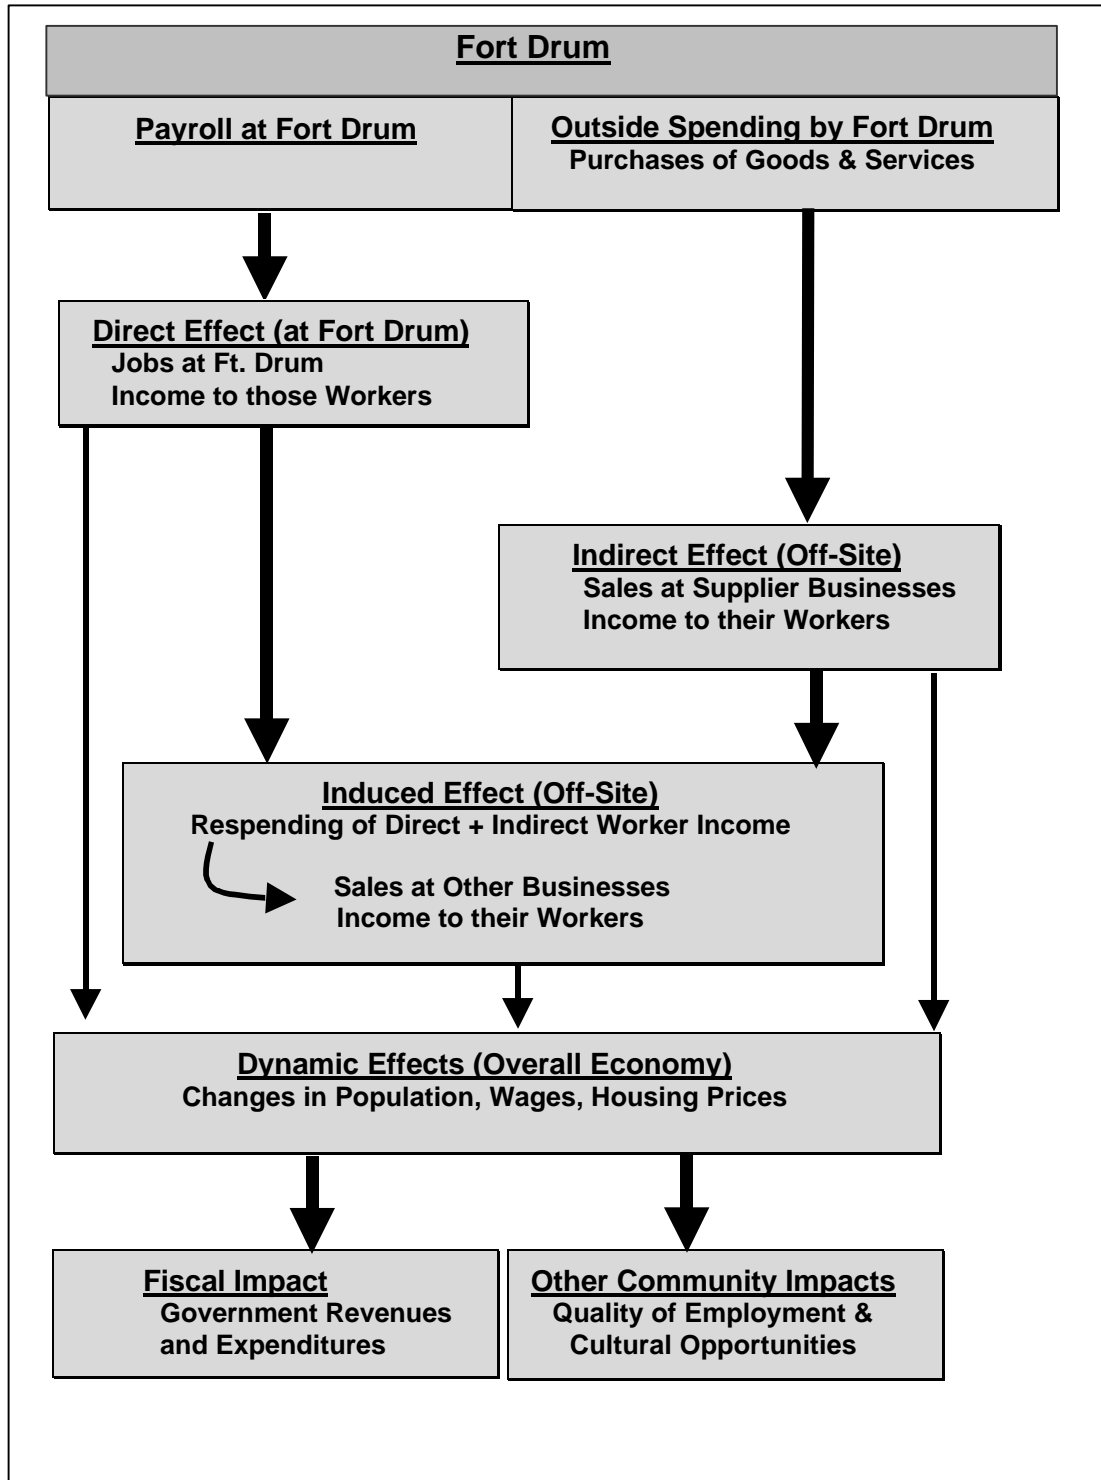 Fort Drum
Payroll at Fort Drum
Outside Spending by Fort Drum
Purchases of Goods & Services
Direct Effect (at Fort Drum)
Jobs at Ft. Drum
Income to those Workers
Indirect Effect (Off-Site)
Sales at Supplier Businesses
Income to their Workers
Induced Effect (Off-Site)
Respending of Direct + Indirect Worker Income
Sales at Other Businesses
Income to their Workers
Dynamic Effects (Overall Economy)
Changes in Population, Wages, Housing Prices
Fiscal Impact
Government Revenues
and Expenditures
Other Community Impacts
Quality of Employment &
Cultural Opportunities